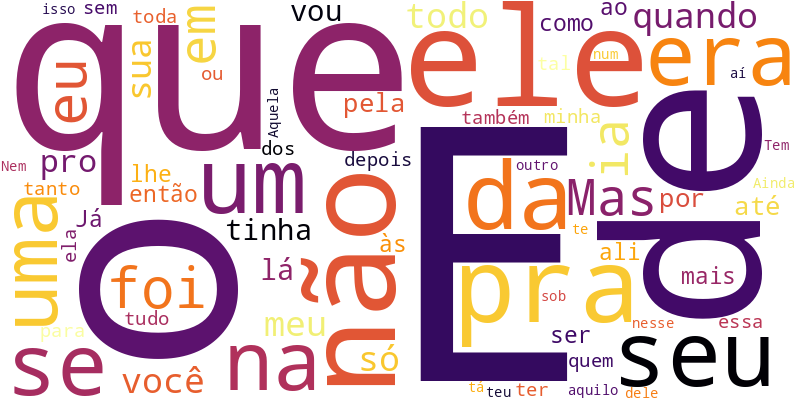 isso
sem
toda
em
vou
todo
ele
ao
como
quando
que
sua
ou
eu
pela
tal
num
era
aí
Aquela
também
minha
ia
de
Nem
pro
lhe
dos
depois
outro
Tem
tanto
então
um
não
E
da
Mas
por
Ainda
até
uma
Já
ela
O
tinha
às
te
foi
lá
pra
ali
mais
sob
tudo
para
meu
ser
nesse
essa
se
você
na
só
quem
seu
tá
teu
ter
aquilo
dele